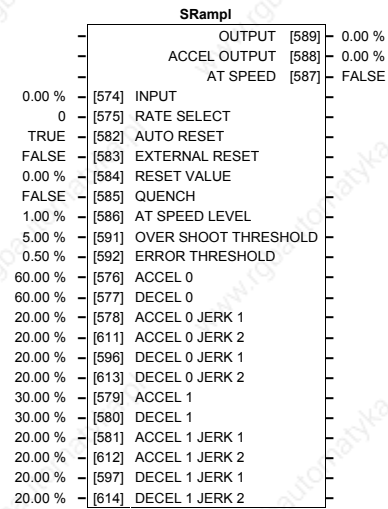 SRampl
OUTPUT [589] – 0.00 %
ACCEL OUTPUT [588] – 0.00 %
AT SPEED [587] – FALSE
0.00 % – [574] INPUT
0 – [575] RATE SELECT
TRUE – [582] AUTO RESET
FALSE – [583] EXTERNAL RESET
0.00 % – [584] RESET VALUE
FALSE – [585] QUENCH
1.00 % – [586] AT SPEED LEVEL
5.00 % – [591] OVER SHOOT THRESHOLD
0.50 % – [592] ERROR THRESHOLD
60.00 % – [576] ACCEL 0
60.00 % – [577] DECEL 0
20.00 % – [578] ACCEL 0 JERK 1
20.00 % – [611] ACCEL 0 JERK 2
20.00 % – [596] DECEL 0 JERK 1
20.00 % – [613] DECEL 0 JERK 2
30.00 % – [579] ACCEL 1
30.00 % – [580] DECEL 1
20.00 % – [581] ACCEL 1 JERK 1
20.00 % – [612] ACCEL 1 JERK 2
20.00 % – [597] DECEL 1 JERK 1
20.00 % – [614] DECEL 1 JERK 2